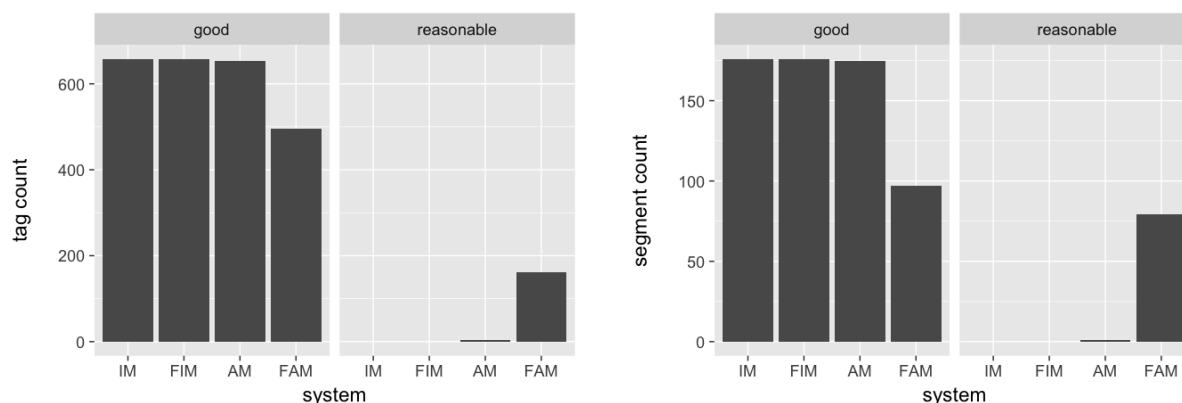 good reasonable
600
400
200
0
tag count
IM FIM AM FAM IM FIM AM FAM
system
good reasonable
150
100
50
0
segment count
IM FIM AM FAM IM FIM AM FAM
system